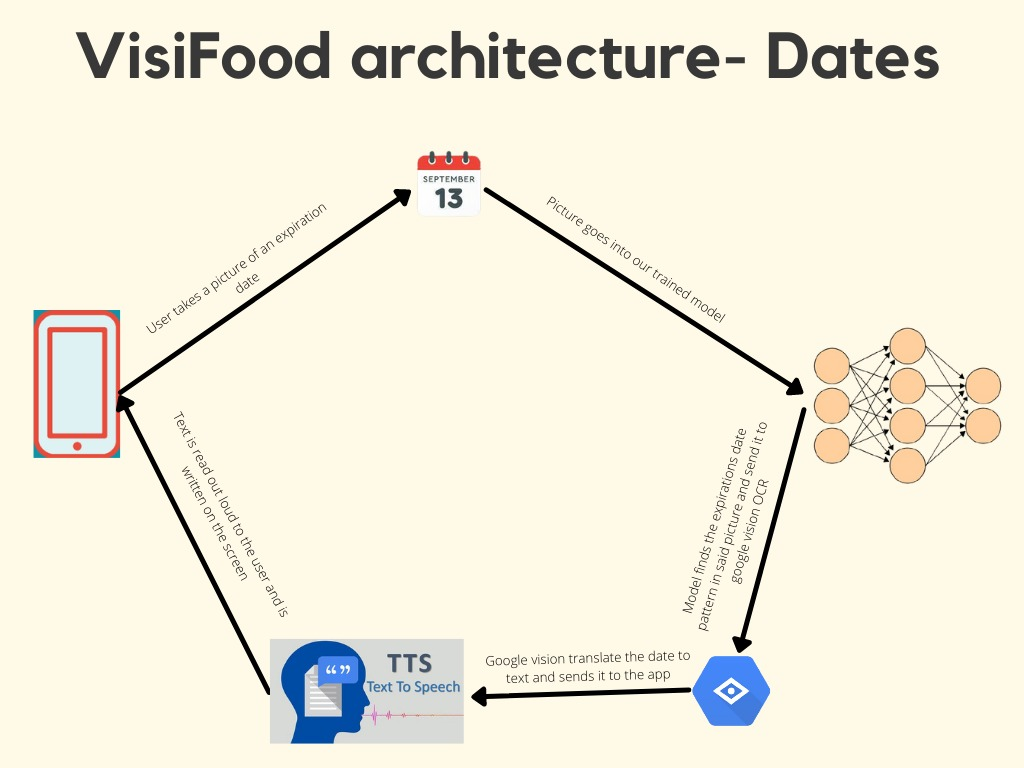 VisiFood architecture- Dates
SEPTEMBER
13
User takes a picture of an expiration
date
Picture goes into our trained model
Model finds the expirations date
pattern in said picture and send it to
google vision OCR
Google vision translate the date to
text and sends it to the app
TTS
Text To Speech
Text is read out loud to the user and is
written on the screen